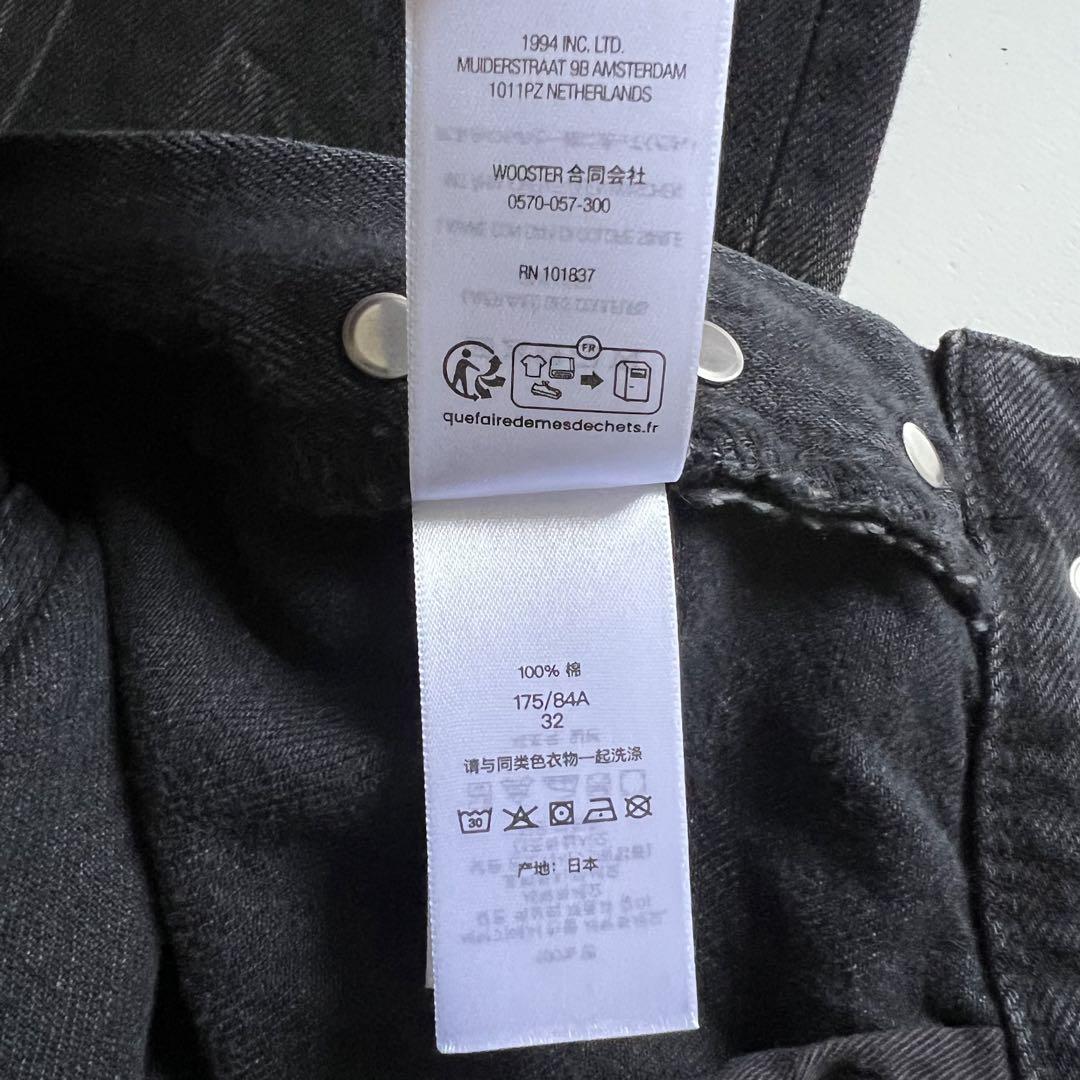 1994 INC. LTD.
MUIDERSTRAAT 9B AMSTERDAM
1011PZ NETHERLANDS
WOOSTER 合同会社
0570-057-300
RN 101837
FR
quefairedemesdechets.fr
100% 棉
175/84A
32
请与同类色衣物一起洗涤
30
产地: 日本